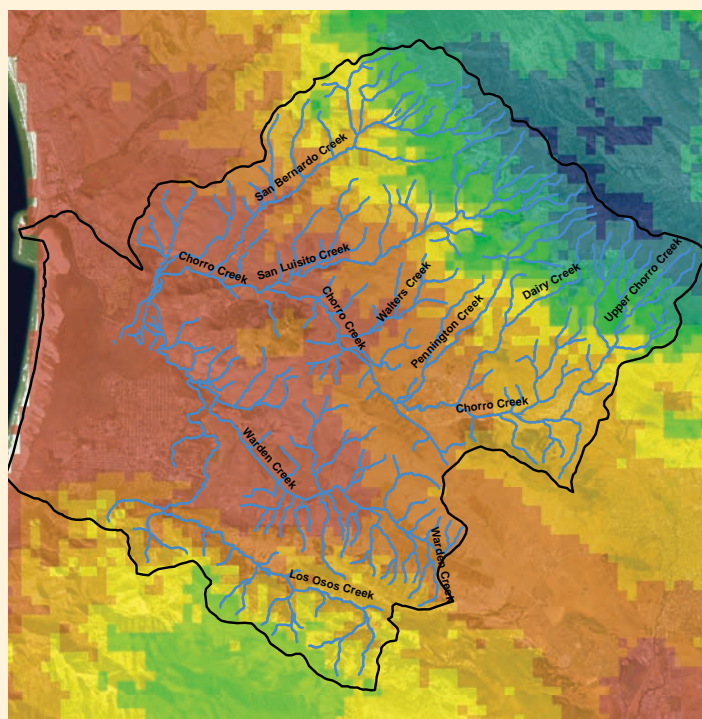 San Bernardo Creek
Chorro Creek
San Luisito Creek
Chorro Creek
Walters Creek
Pennington Creek
Dairy Creek
Upper Chorro Creek
Chorro Creek
Warden Creek
Warden Creek
Los Osos Creek